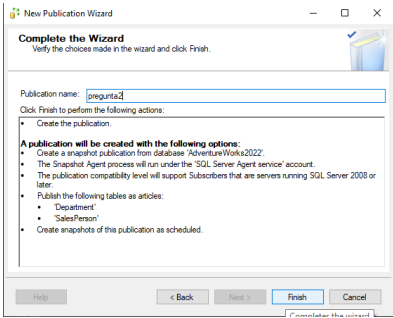 New Publication Wizard
Complete the Wizard
Verify the choices made in the wizard and click Finish.
Publication name: pregunta2
Click Finish to perform the following actions:
• Create the publication.
A publication will be created with the following options:
• Create a snapshot publication from database 'AdventureWorks2022'.
• The Snapshot Agent process will run under the 'SQL Server Agent service' account.
• The publication compatibility level will support Subscribers that are servers running SQL Server 2008 or
later.
• Publish the following tables as articles:
• 'Department'
• 'SalesPerson'
• Create snapshots of this publication as scheduled.
Help
< Back
Next >
Finish
Cancel
Completer the wizard